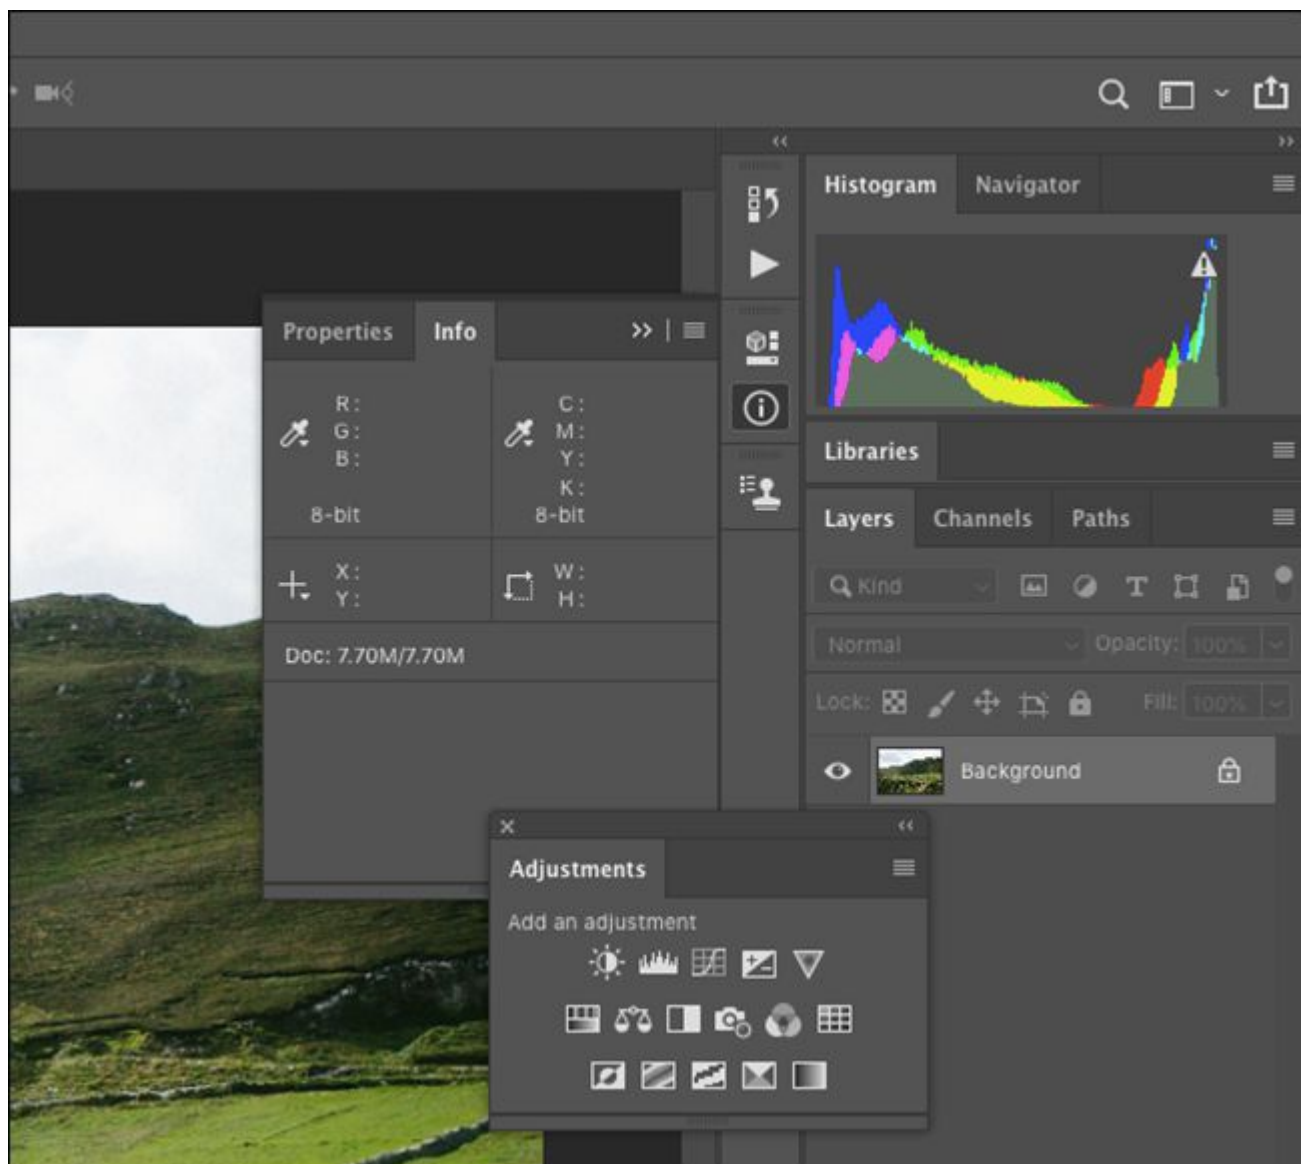 Histogram Navigator
Properties Info
R:
G:
B:
8-bit
C:
M:
Y:
K:
8-bit
X:
Y:
W:
H:
Doc: 7.70M/7.70M
Libraries
Layers Channels Paths
Kind
Normal Opacity: 100%
Lock: Fill: 100%
Background
Adjustments
Add an adjustment